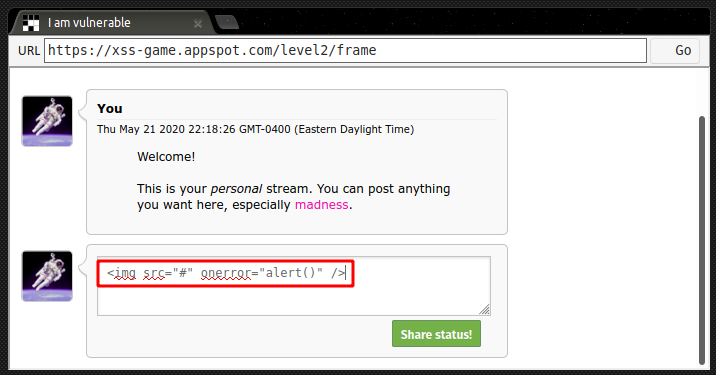 I am vulnerable
URL https://xss-game.appspot.com/level2/frame Go
You
Thu May 21 2020 22:18:26 GMT-0400 (Eastern Daylight Time)
Welcome!
This is your personal stream. You can post anything
you want here, especially madness.
<img src="#" onerror="alert()" />
Share status!